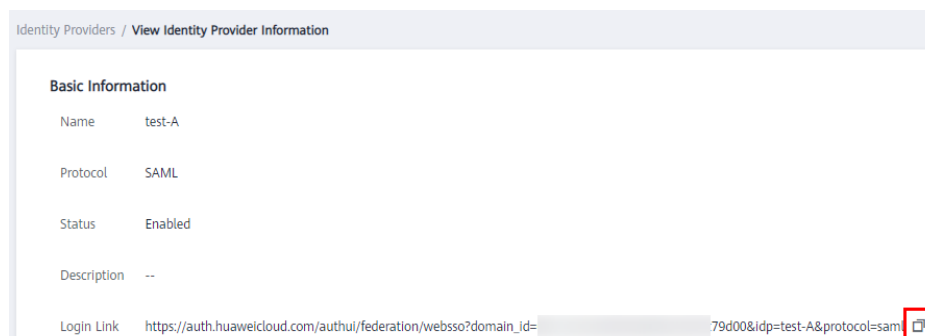 Identity Providers / View Identity Provider Information
Basic Information
Name test-A
Protocol SAML
Status Enabled
Description --
Login Link https://auth.huaweicloud.com/authui/federation/websso?domain_id= 79d00&idp=test-A&protocol=saml